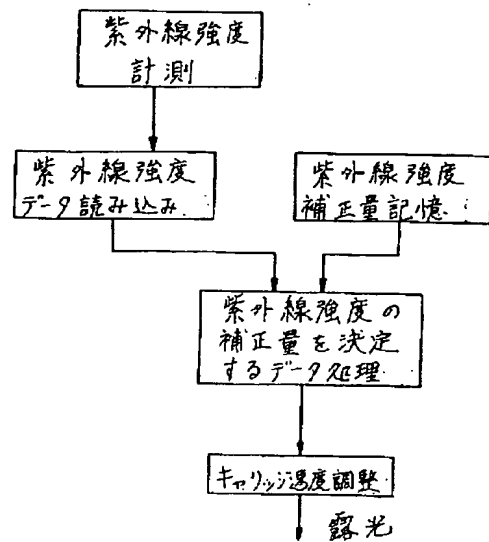 紫外線強度
計測
紫外線強度
データ読み込み
紫外線強度
補正量記憶
紫外線強度の
補正量を決定
するデータ処理
キャリッジ速度調整
露光